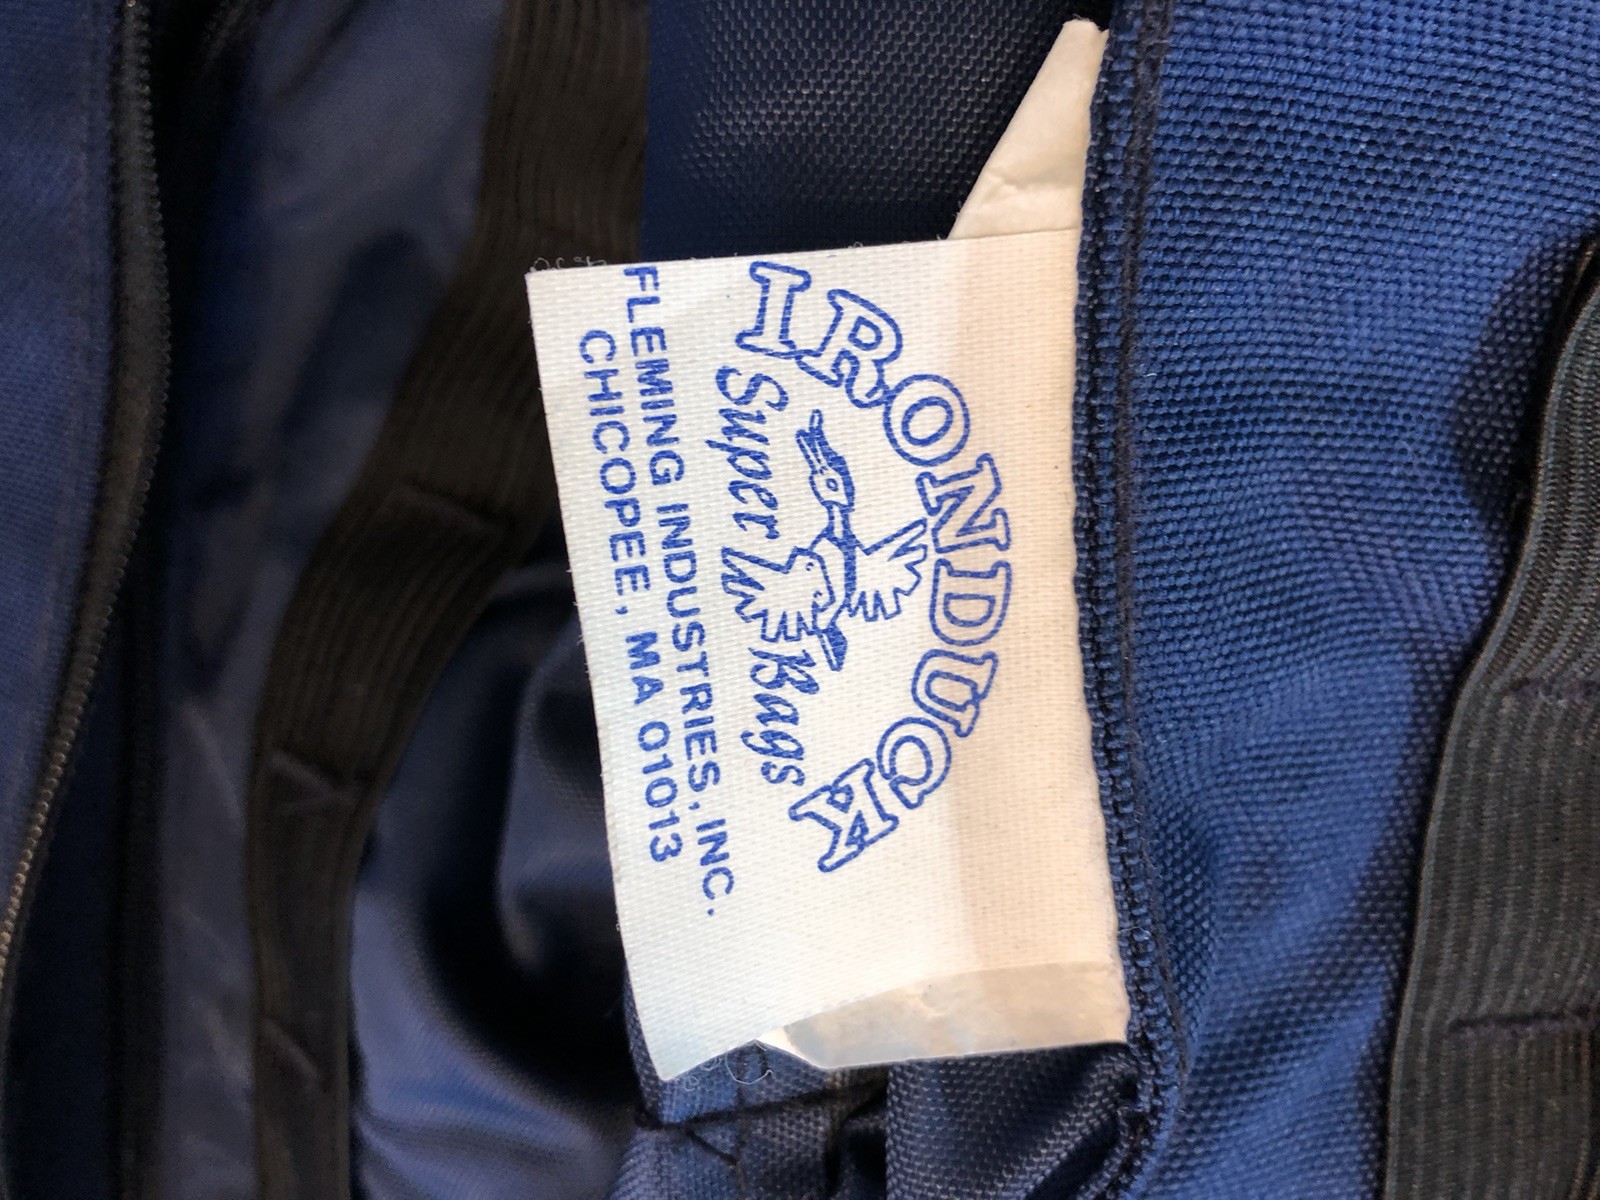 IRONDUCK
Super Bags
FLEMING INDUSTRIES, INC.
CHICOPEE, MA 01013